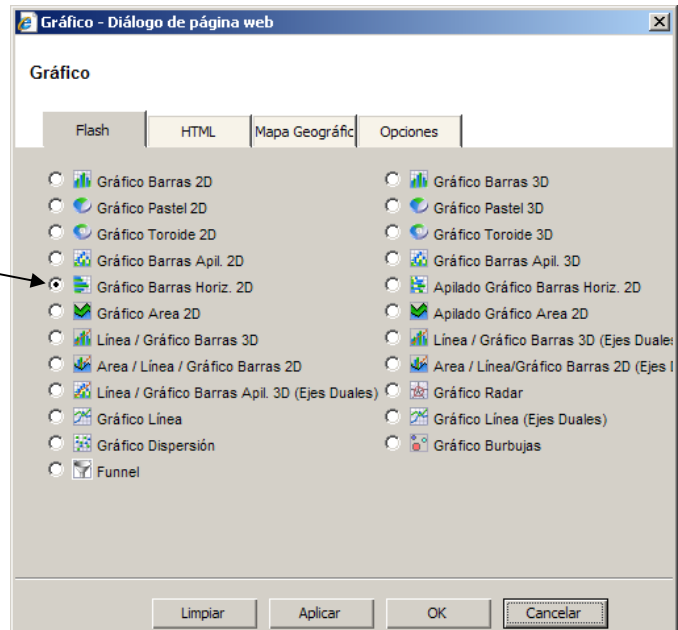 Gráfico - Diálogo de página web
Gráfico
Flash HTML Mapa Geográfic Opciones
Gráfico Barras 2D Gráfico Barras 3D
Gráfico Pastel 2D Gráfico Pastel 3D
Gráfico Toroide 2D Gráfico Toroide 3D
Gráfico Barras Apil. 2D Gráfico Barras Apil. 3D
Gráfico Barras Horiz. 2D Apilado Gráfico Barras Horiz. 2D
Gráfico Area 2D Apilado Gráfico Area 2D
Línea / Gráfico Barras 3D Línea / Gráfico Barras 3D (Ejes Duales
Area / Línea / Gráfico Barras 2D Area / Línea/Gráfico Barras 2D (Ejes
Línea / Gráfico Barras Apil. 3D (Ejes Duales) Gráfico Radar
Gráfico Línea Gráfico Línea (Ejes Duales)
Gráfico Dispersión Gráfico Burbujas
Funnel
Limpiar Aplicar OK Cancelar